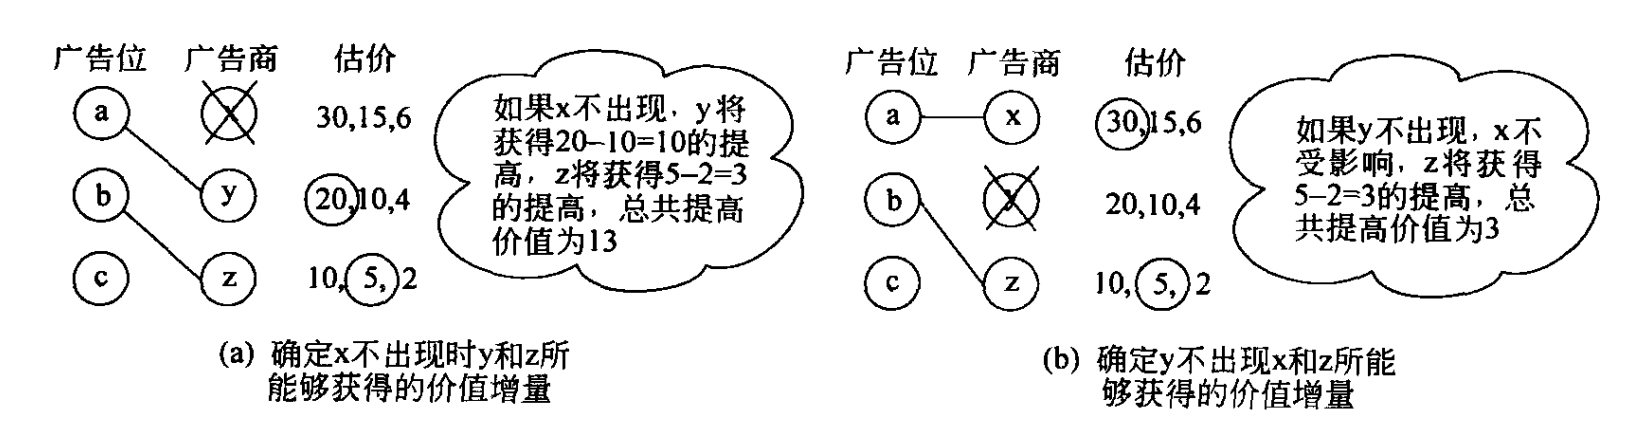 广告位 广告商 估价
a x 30,15,6
b y 20,10,4
c z 10,5,2
如果x不出现，y将
获得20–10=10的提
高，z将获得5–2=3
的提高，总共提高
价值为13
(a) 确定x不出现时y和z所
能够获得的价值增量
广告位 广告商 估价
a x 30,15,6
b y 20,10,4
c z 10,5,2
如果y不出现，x不
受影响，z将获得
5–2=3的提高，总
共提高价值为3
(b) 确定y不出现x和z所能
够获得的价值增量